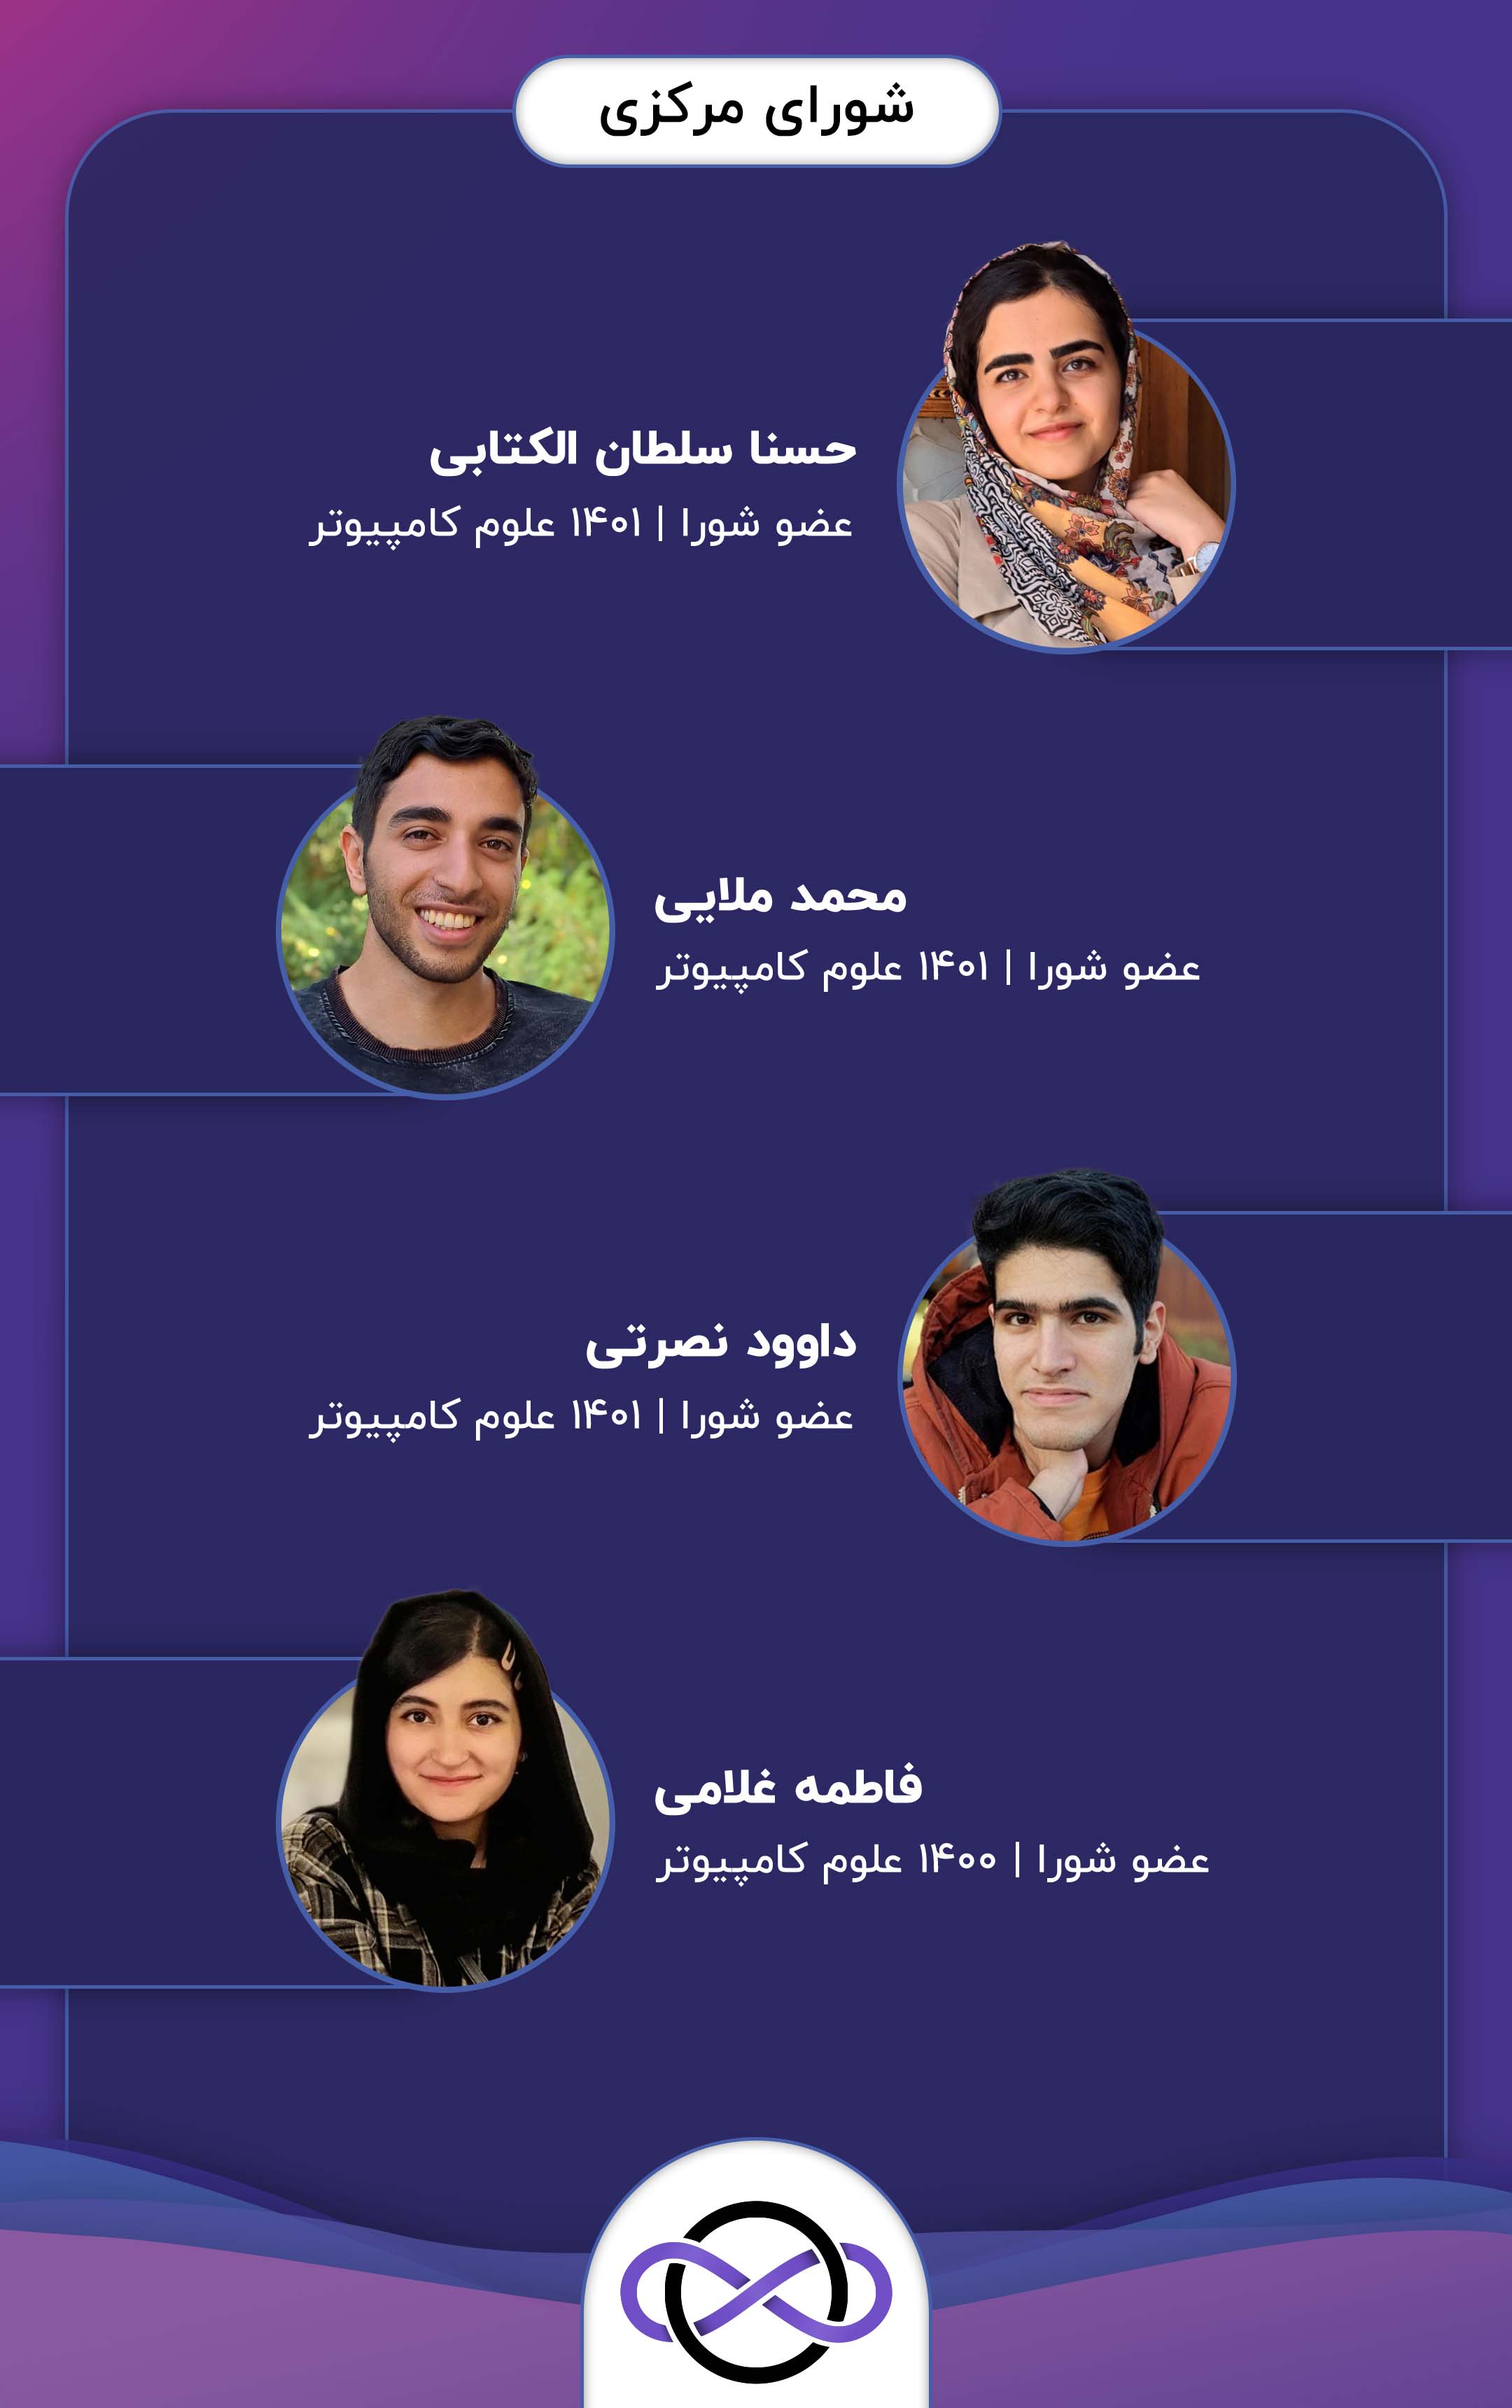 شورای مرکزی
حسنا سلطان الکتابی
عضو شورا | ۱۴۰۱ علوم کامپیوتر
محمد ملایی
عضو شورا | ۱۴۰۱ علوم کامپیوتر
داوود نصرتی
عضو شورا | ۱۴۰۱ علوم کامپیوتر
فاطمه غلامی
عضو شورا | ۱۴۰۰ علوم کامپیوتر